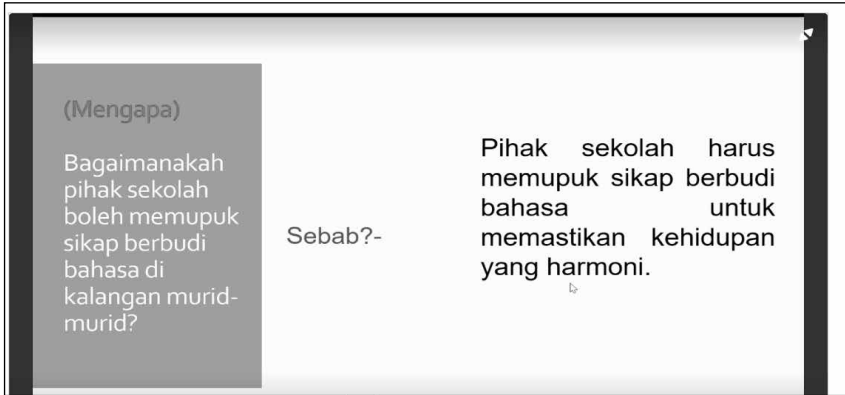 (Mengapa)
Bagaimanakah
pihak sekolah
boleh memupuk
sikap berbudi
bahasa di
kalangan murid-
murid?
Sebab?-
Pihak sekolah harus
memupuk sikap berbudi
bahasa untuk
memastikan kehidupan
yang harmoni.